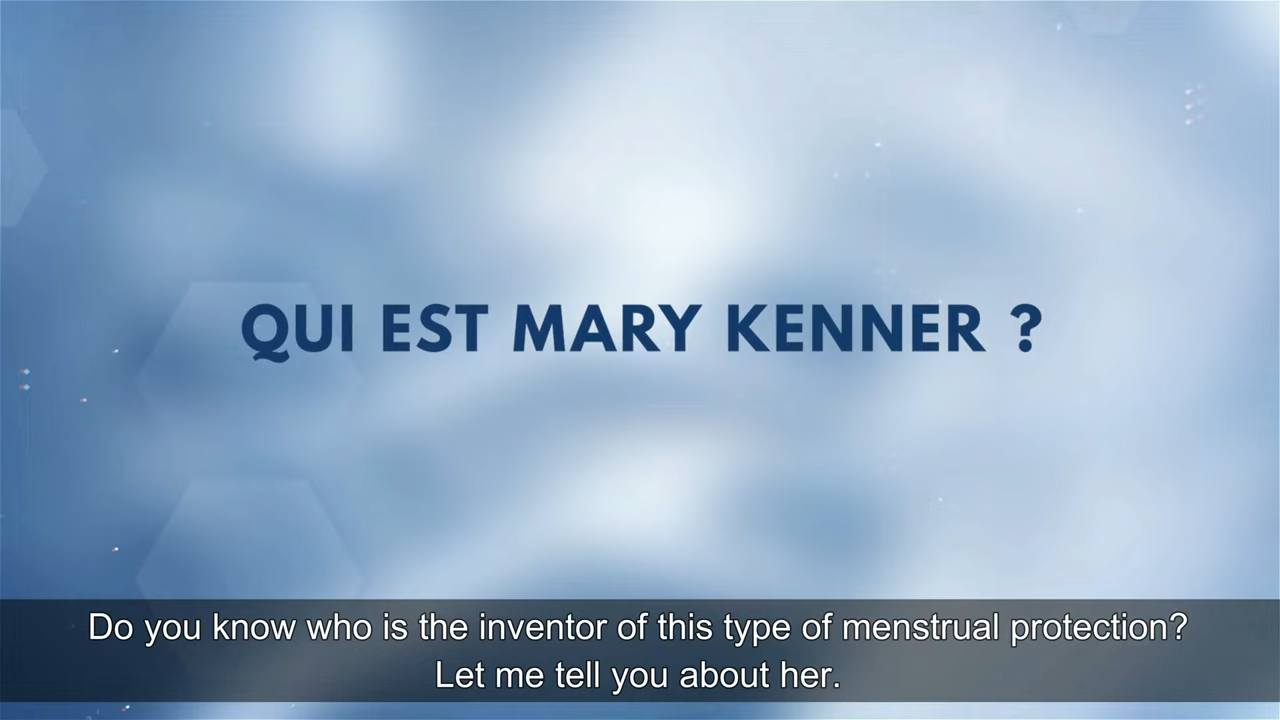 QUI EST MARY KENNER ?
Do you know who is the inventor of this type of menstrual protection?
Let me tell you about her.